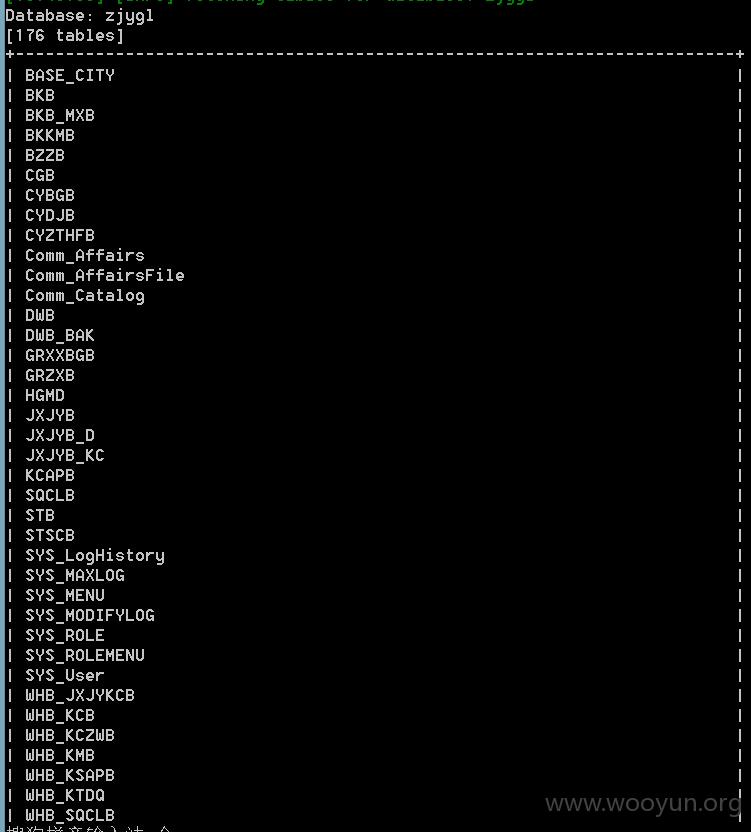 Database: zjygl
[176 tables]
+--------------------------------------------------------------------------+
| BASE_CITY |
| BKB |
| BKB_MXB |
| BKKMB |
| BZZB |
| CGB |
| CYBGB |
| CYDJB |
| CYZTHFB |
| Comm_Affairs |
| Comm_AffairsFile |
| Comm_Catalog |
| DWB |
| DWB_BAK |
| GRXXBGB |
| GRZXB |
| HGMD |
| JXJYB |
| JXJYB_D |
| JXJYB_KC |
| KCAPB |
| SQCLB |
| STB |
| STSCB |
| SYS_LogHistory |
| SYS_MAXLOG |
| SYS_MENU |
| SYS_MODIFYLOG |
| SYS_ROLE |
| SYS_ROLEMENU |
| SYS_User |
| WHB_JXJYKCB |
| WHB_KCB |
| WHB_KCZWB |
| WHB_KMB |
| WHB_KSAPB |
| WHB_KTDQ |
| WHB_SQCLB |
www.wooyun.org